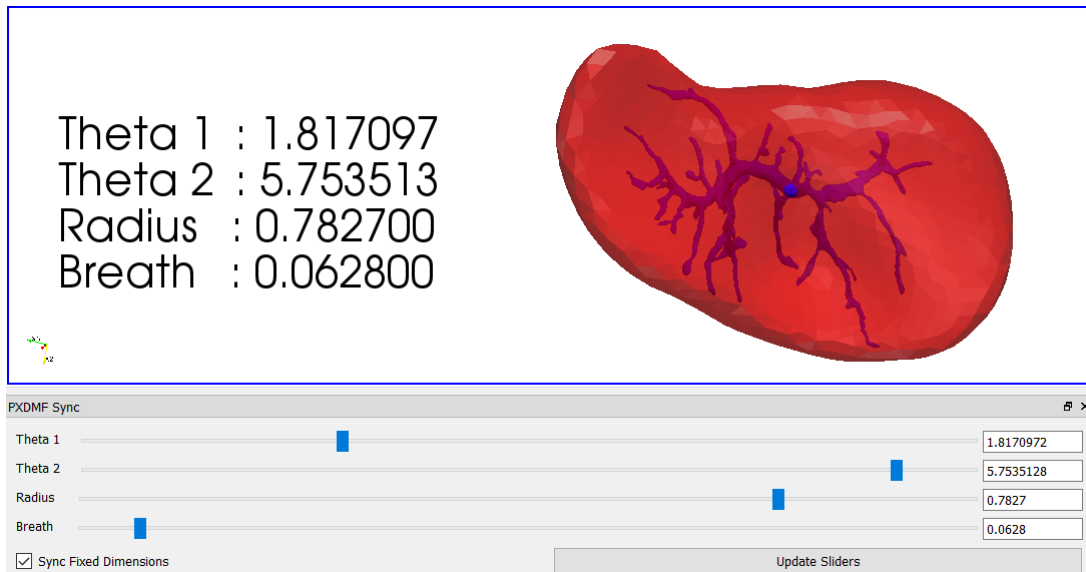 Theta 1 : 1.817097
Theta 2 : 5.753513
Radius : 0.782700
Breath : 0.062800
PXDMF Sync
Theta 1 1.8170972
Theta 2 5.7535128
Radius 0.7827
Breath 0.0628
Sync Fixed Dimensions Update Sliders